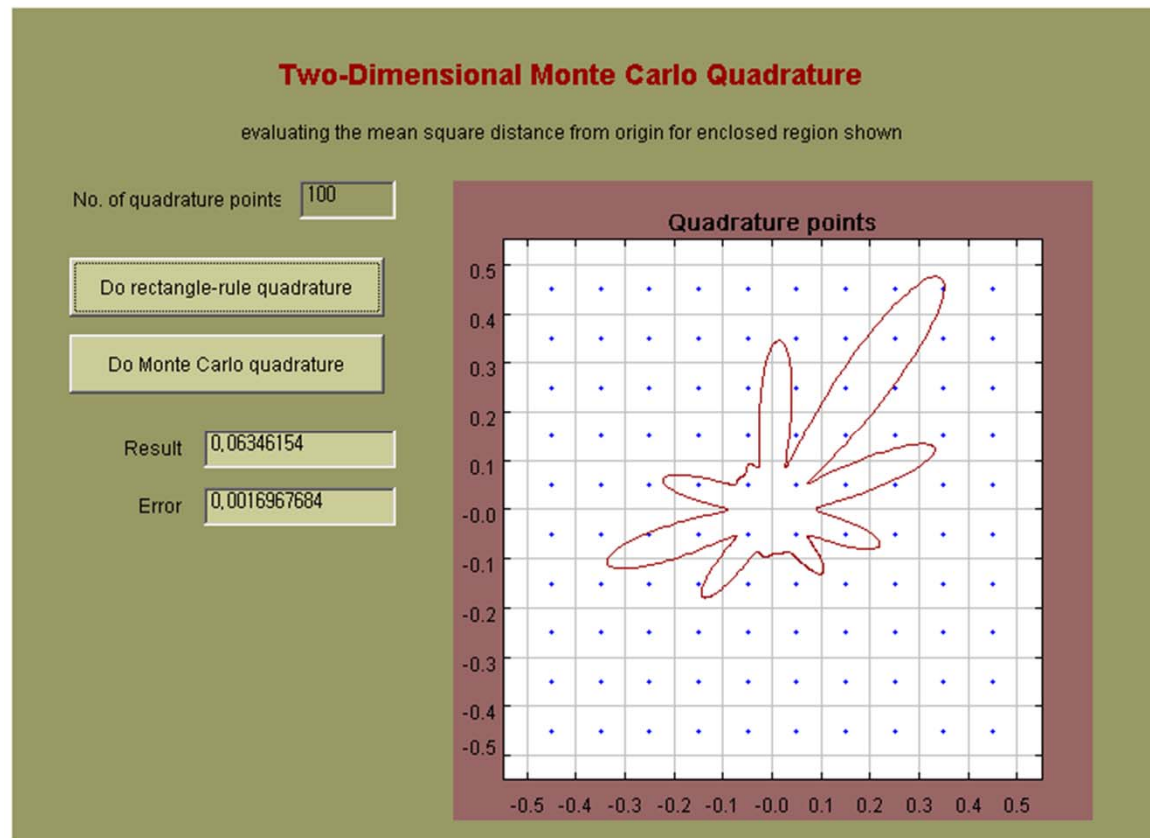 Two-Dimensional Monte Carlo Quadrature
evaluating the mean square distance from origin for enclosed region shown
No. of quadrature points
100
Do rectangle-rule quadrature
Do Monte Carlo quadrature
Result
0,06346154
Error
0,0016967684
Quadrature points
0.5
0.4
0.3
0.2
0.1
-0.0
-0.1
-0.2
-0.3
-0.4
-0.5
-0.5 -0.4 -0.3 -0.2 -0.1 -0.0 0.1 0.2 0.3 0.4 0.5